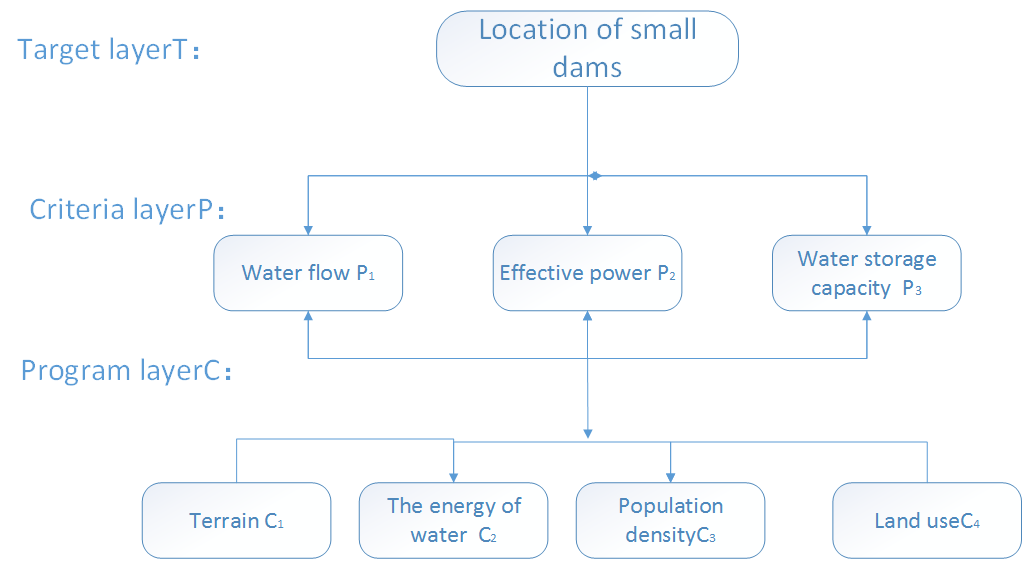 Target layerT：
Location of small
dams
Criteria layerP：
Water flow P₁
Effective power P₂
Water storage
capacity P₃
Program layerC：
Terrain C₁
The energy of
water C₂
Population
densityC₃
Land useC₄